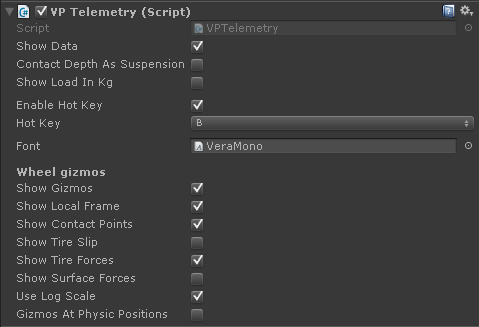 VP Telemetry (Script)
Script VPTelemetry
Show Data
Contact Depth As Suspension
Show Load In Kg
Enable Hot Key
Hot Key B
Font VeraMono
Wheel gizmos
Show Gizmos
Show Local Frame
Show Contact Points
Show Tire Slip
Show Tire Forces
Show Surface Forces
Use Log Scale
Gizmos At Physic Positions